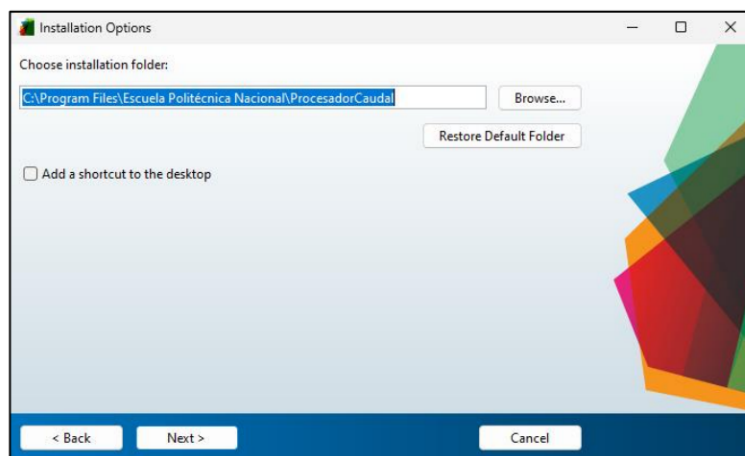 Installation Options
Choose installation folder:
C:\Program Files\Escuela Politécnica Nacional\ProcesadorCaudal
Browse...
Restore Default Folder
Add a shortcut to the desktop
< Back
Next >
Cancel